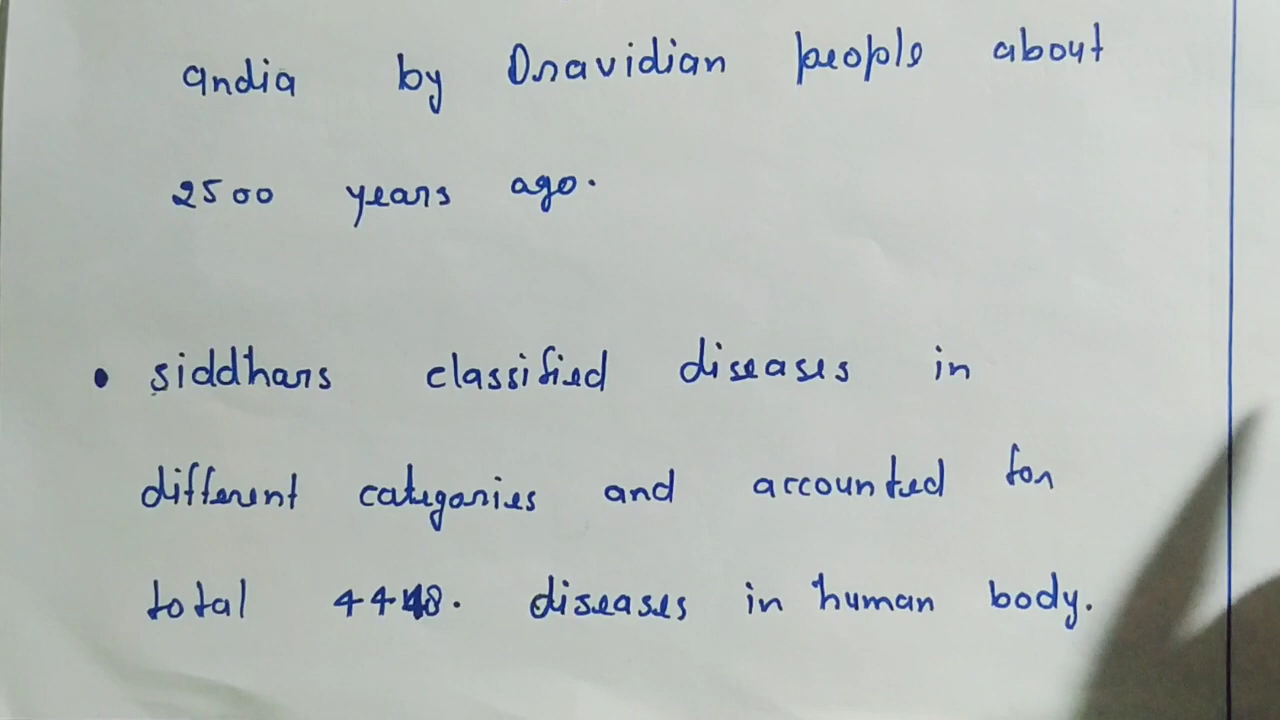 India by Dravidian people about
2500 years ago.
• Siddhars classified diseases in
different categories and accounted for
total 4448. diseases in human body.